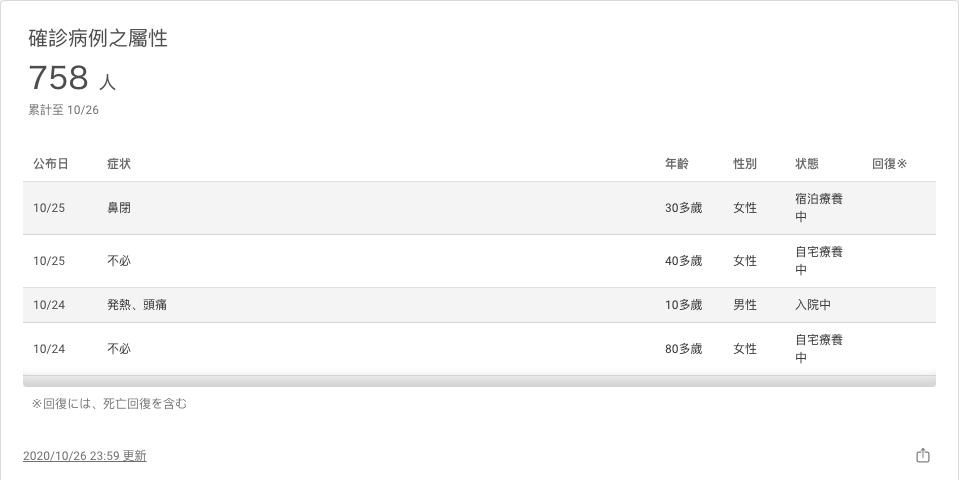 確診病例之屬性
758 人
累計至 10/26
公布日 症状 年齢 性別 状態 回復※
10/25 鼻閉 30多歲 女性 宿泊療養中
10/25 不必 40多歲 女性 自宅療養中
10/24 発熱、頭痛 10多歲 男性 入院中
10/24 不必 80多歲 女性 自宅療養中
※回復には、死亡回復を含む
2020/10/26 23:59 更新